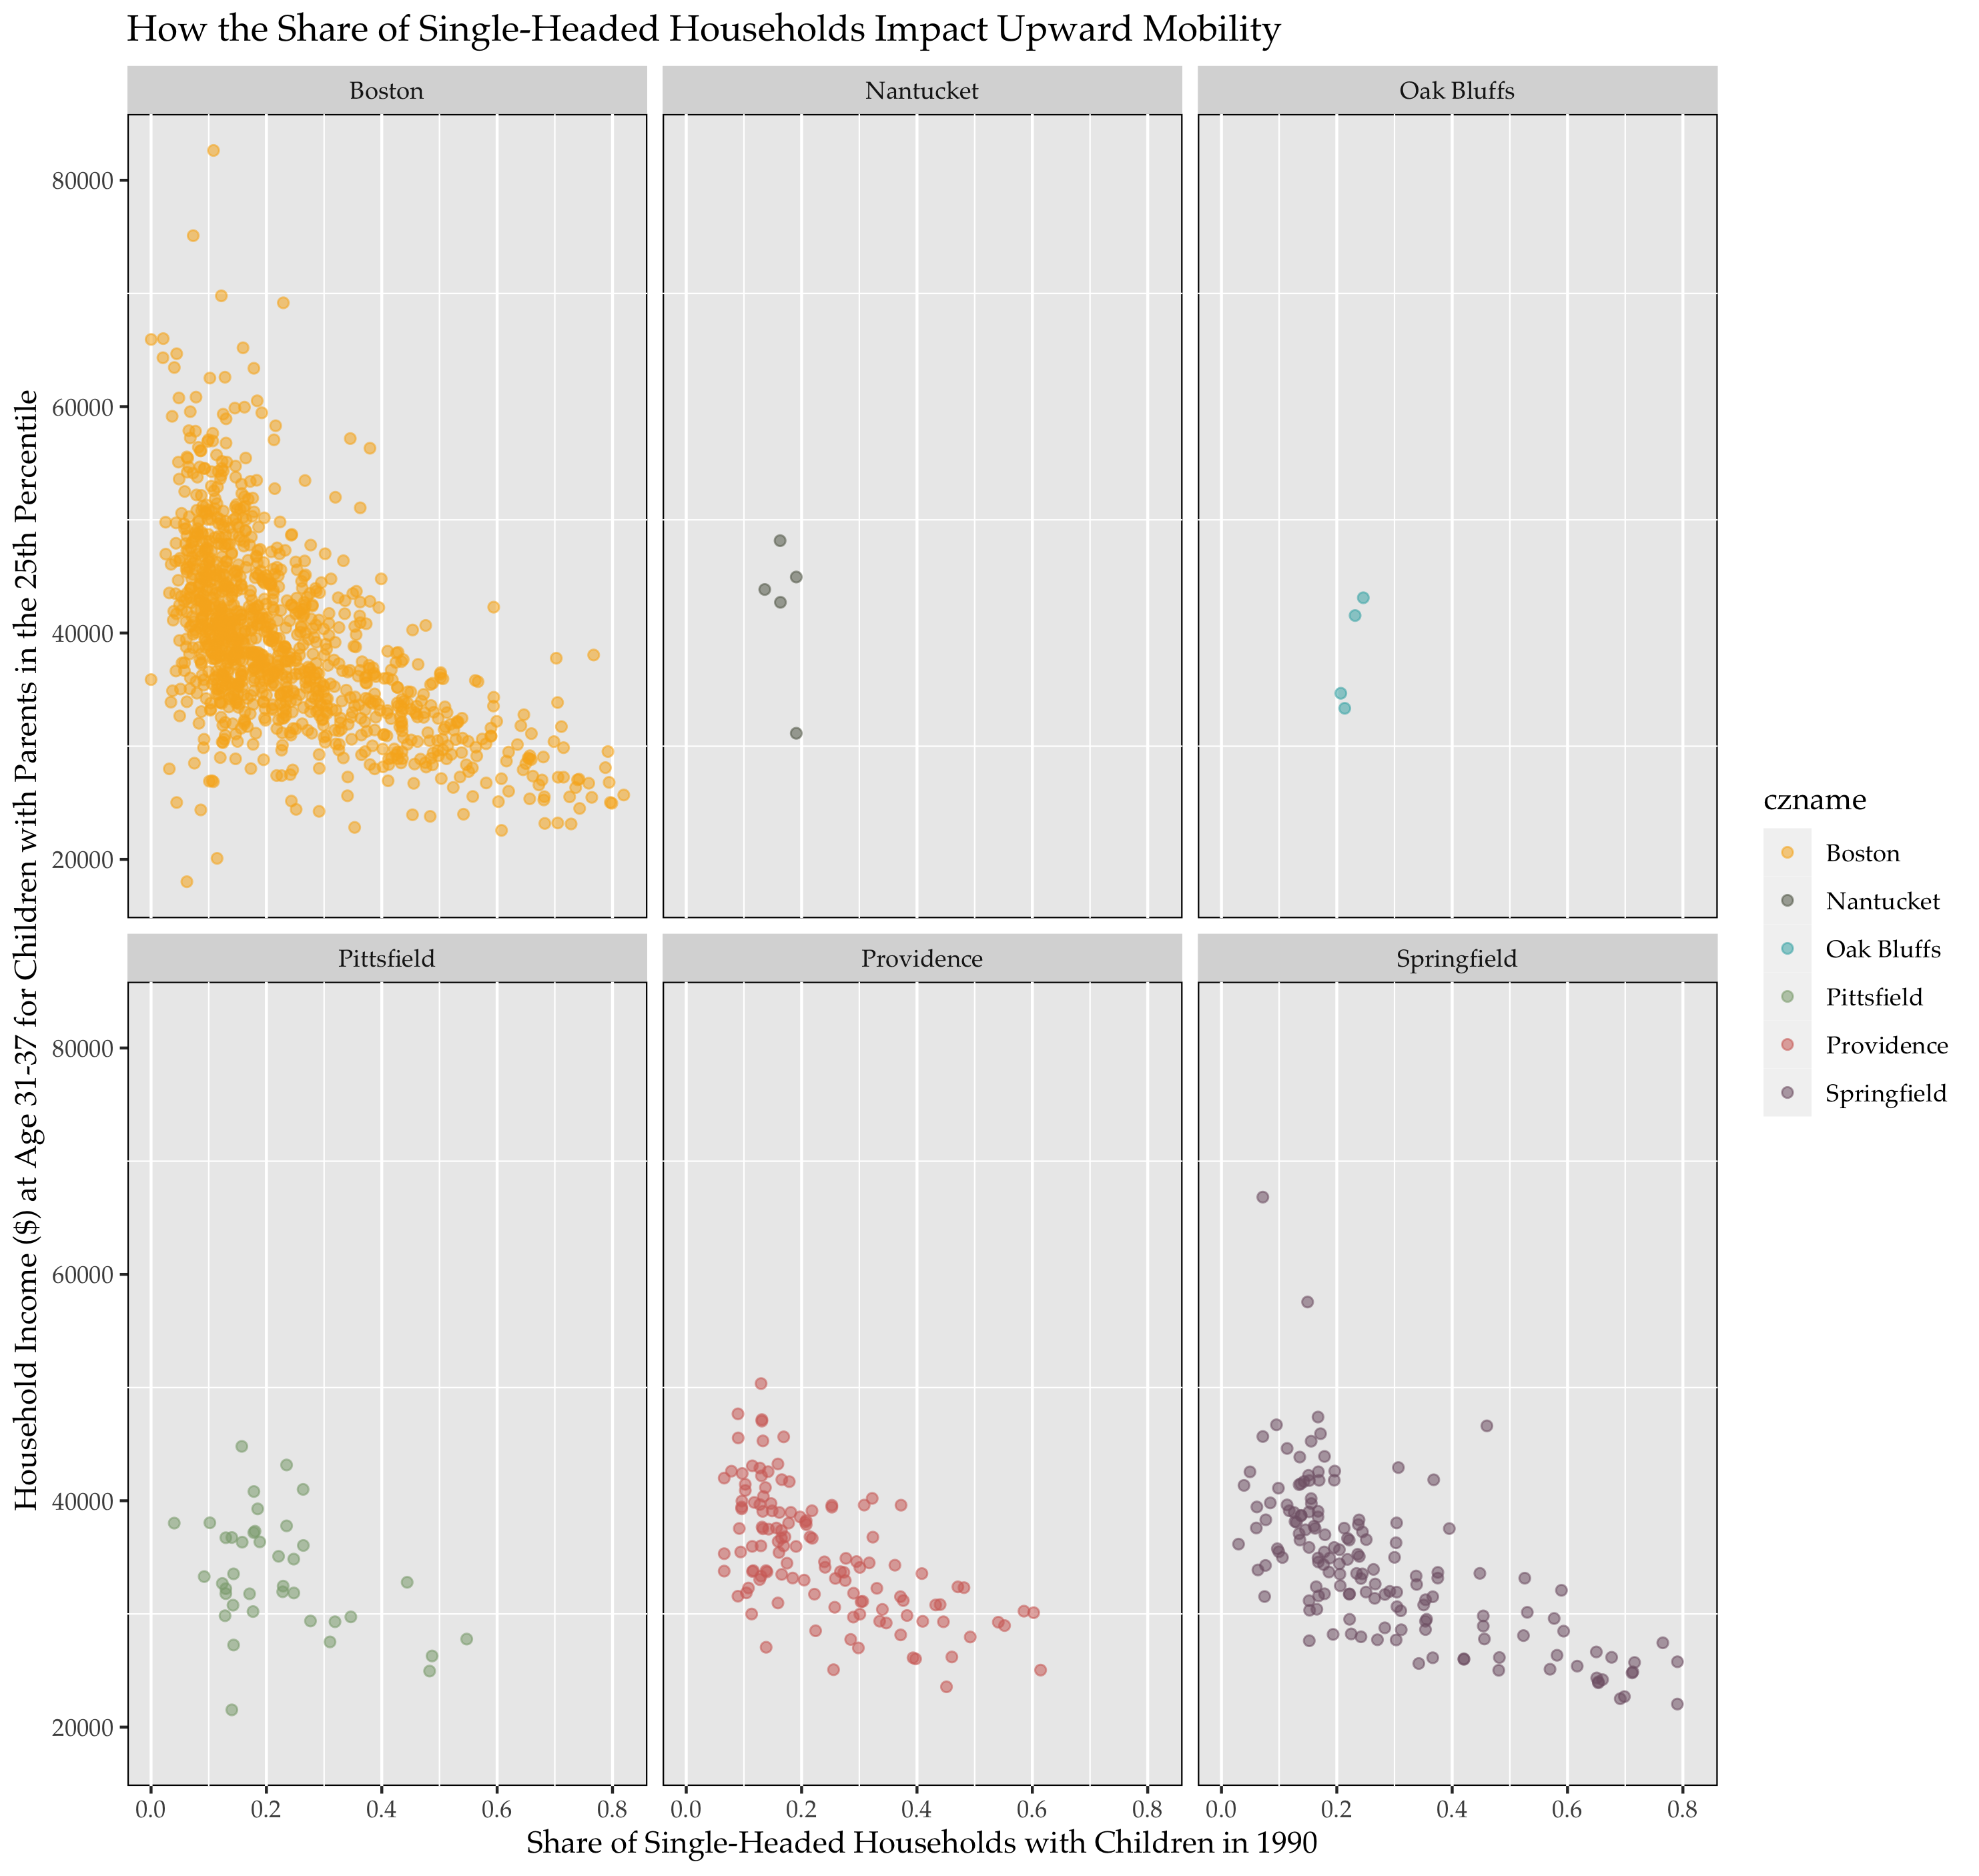 How the Share of Single-Headed Households Impact Upward Mobility
Boston
Nantucket
Oak Bluffs
80000
60000
40000
20000
Pittsfield
Providence
Springfield
80000
60000
40000
20000
0.0 0.2 0.4 0.6 0.8
0.0 0.2 0.4 0.6 0.8
0.0 0.2 0.4 0.6 0.8
Share of Single-Headed Households with Children in 1990
Household Income ($) at Age 31-37 for Children with Parents in the 25th Percentile
czname
Boston
Nantucket
Oak Bluffs
Pittsfield
Providence
Springfield